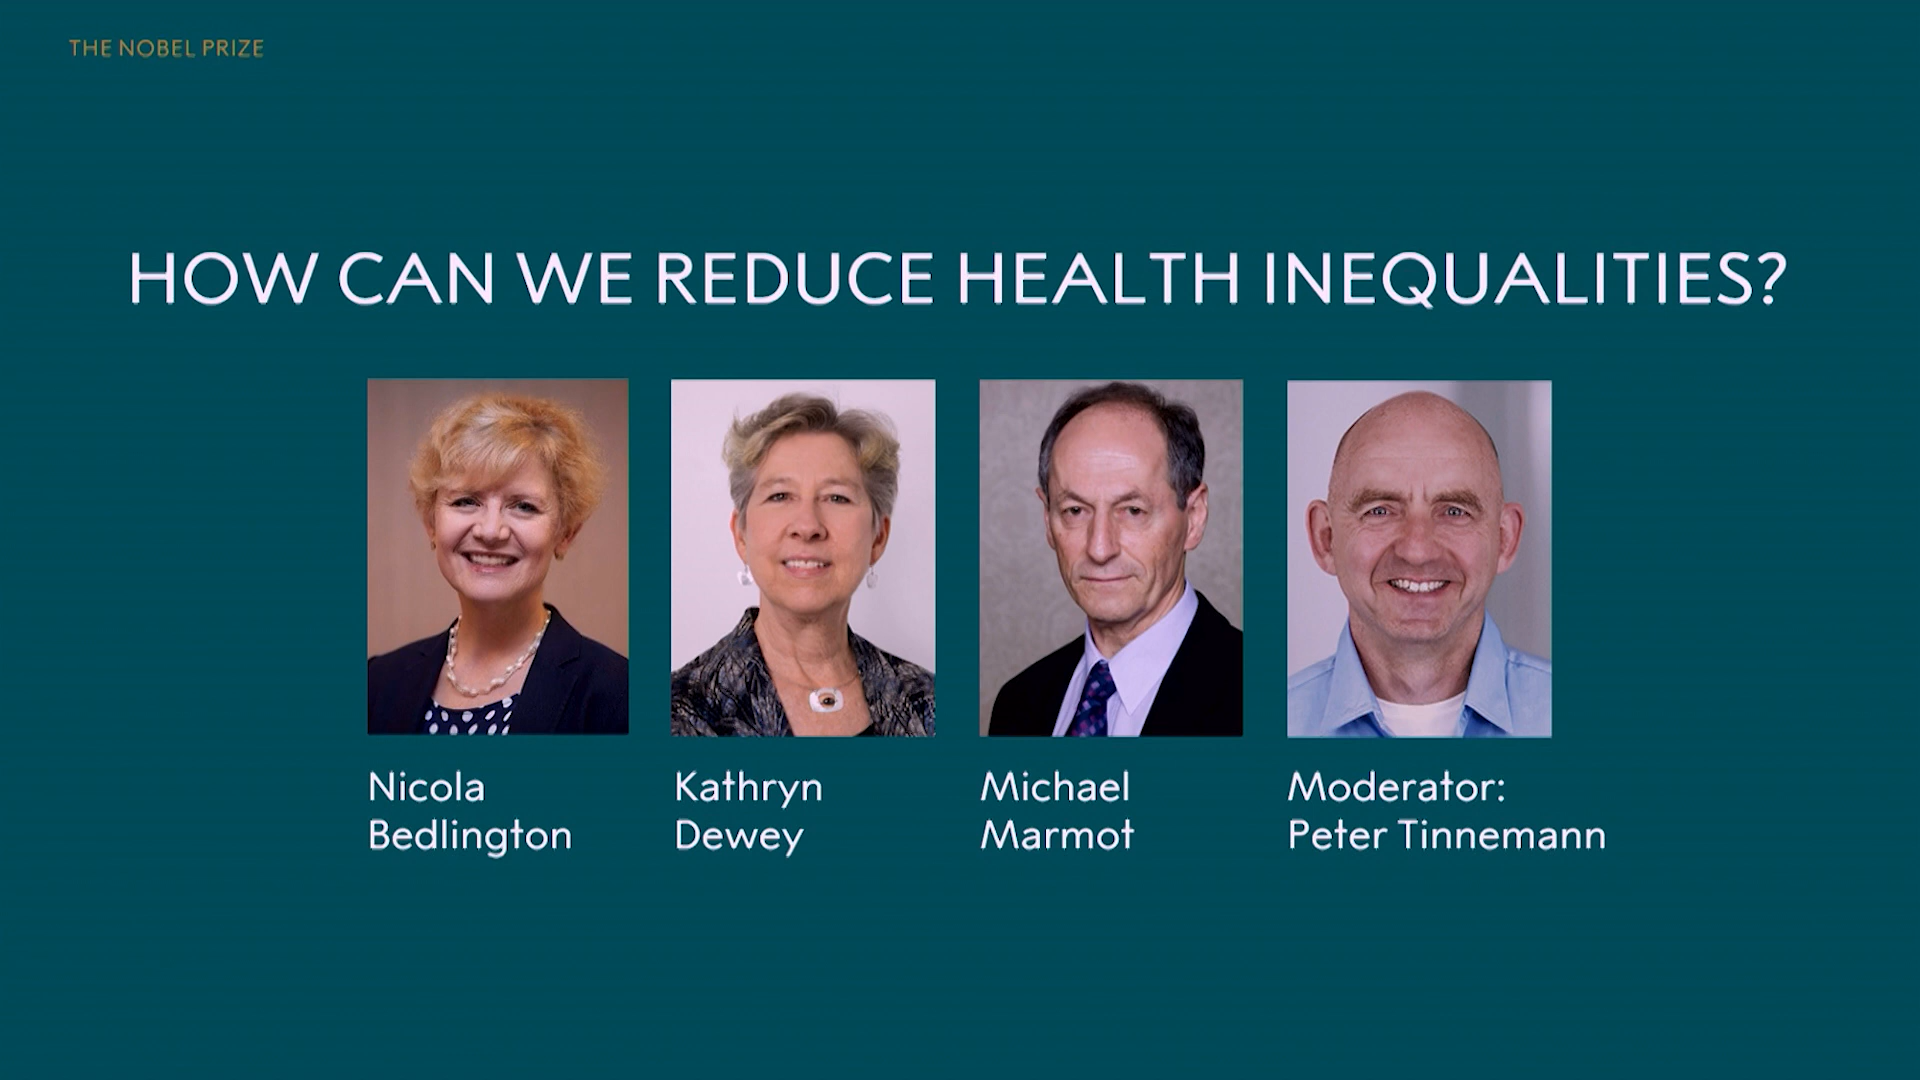 THE NOBEL PRIZE
HOW CAN WE REDUCE HEALTH INEQUALITIES?
Nicola
Bedlington
Kathryn
Dewey
Michael
Marmot
Moderator:
Peter Tinnemann